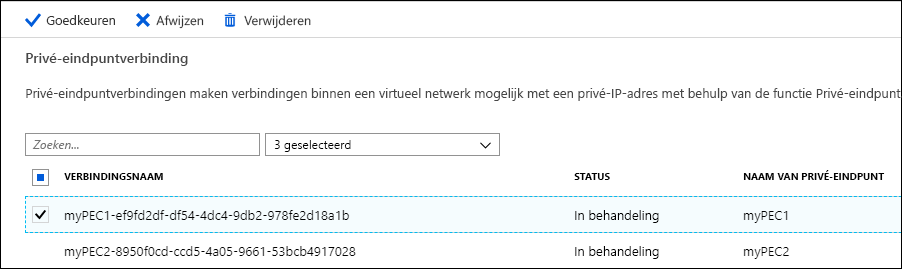 Goedkeuren Afwijzen Verwijderen
Privé-eindpuntverbinding
Privé-eindpuntverbindingen maken verbindingen binnen een virtueel netwerk mogelijk met een privé-IP-adres met behulp van de functie Privé-eindpunt
Zoeken... 3 geselecteerd
VERBINDINGSNAAM STATUS NAAM VAN PRIVÉ-EINDPUNT
myPEC1-ef9fd2df-df54-4dc4-9db2-978fe2d18a1b In behandeling myPEC1
myPEC2-8950f0cd-ccd5-4a05-9661-53bcb4917028 In behandeling myPEC2